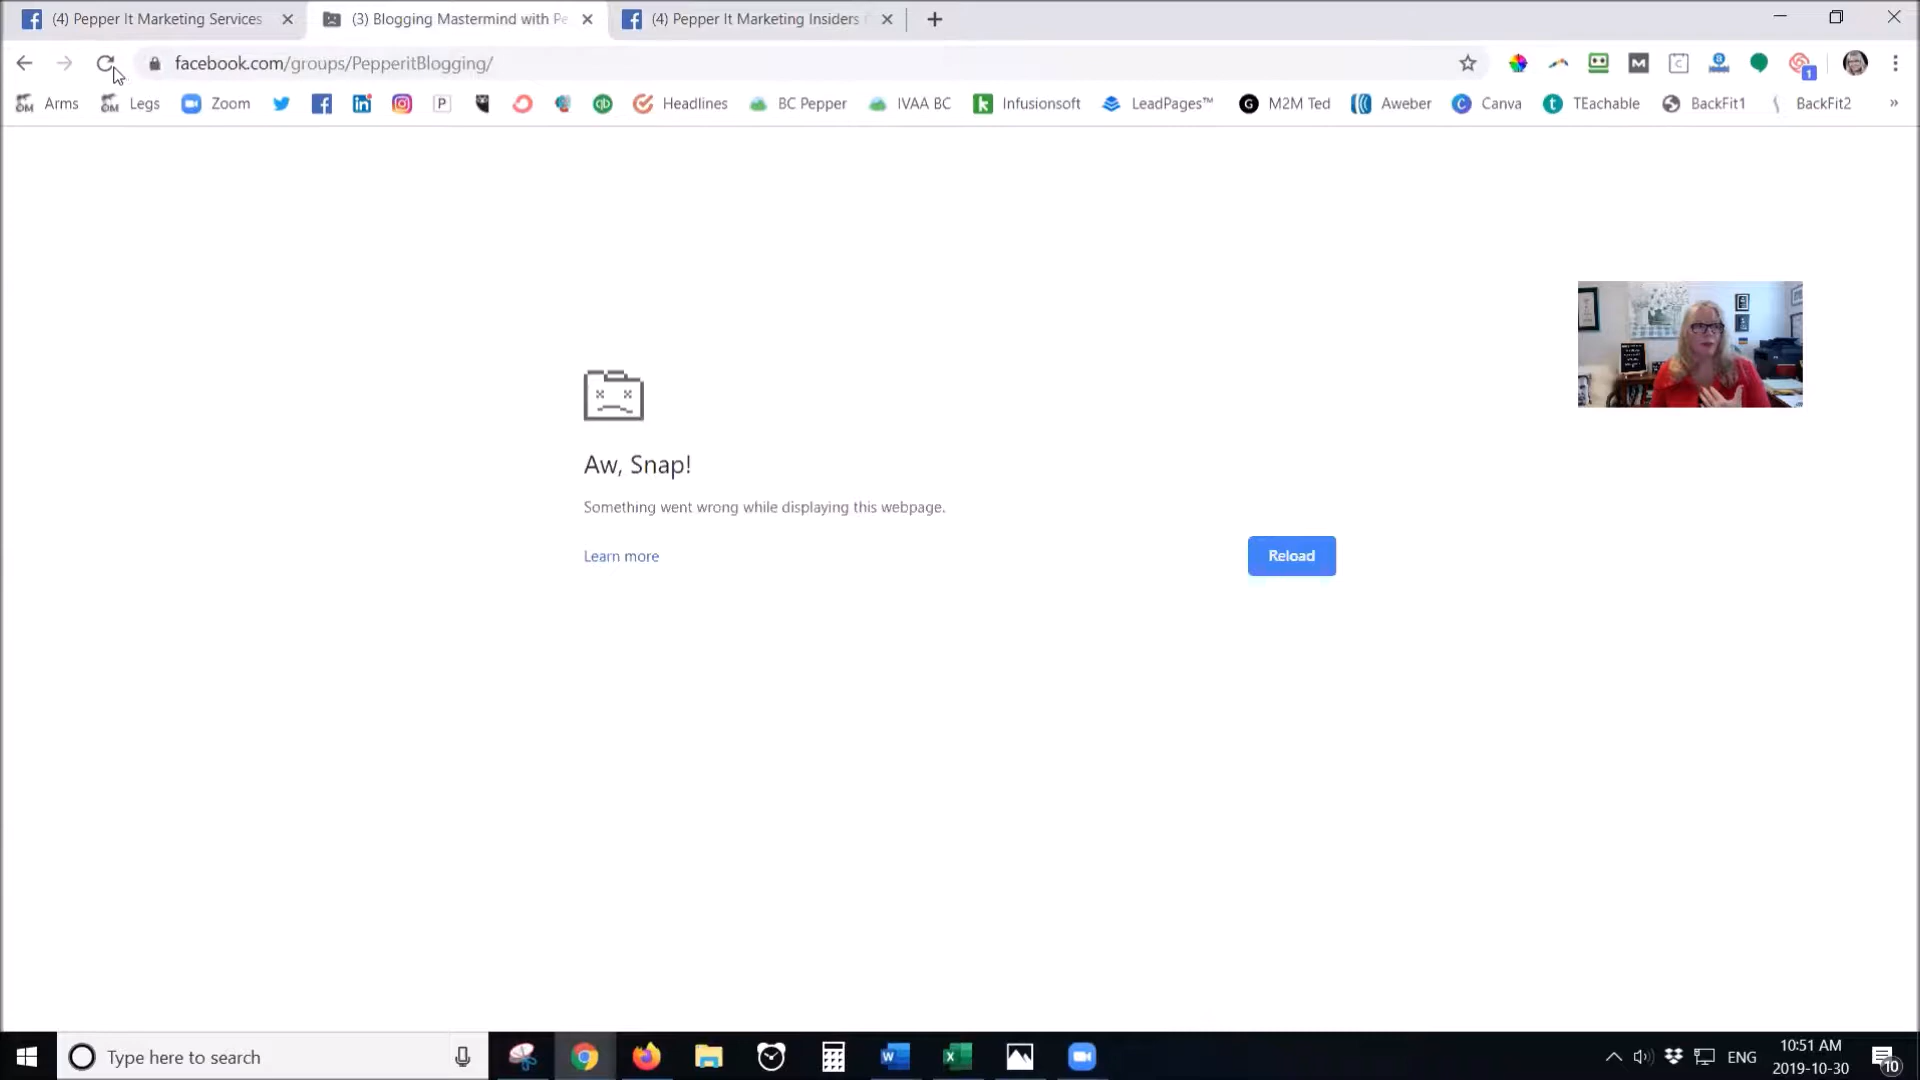 (4) Pepper It Marketing Services
(3) Blogging Mastermind with Pe
(4) Pepper It Marketing Insiders
facebook.com/groups/PepperitBlogging/
1
Arms
Legs
Zoom
Headlines
BC Pepper
IVAA BC
Infusionsoft
LeadPages™
M2M Ted
Aweber
Canva
TEachable
BackFit1
BackFit2
»
Aw, Snap!
Something went wrong while displaying this webpage.
Learn more
Reload
Type here to search
ENG
10:51 AM
2019-10-30
10